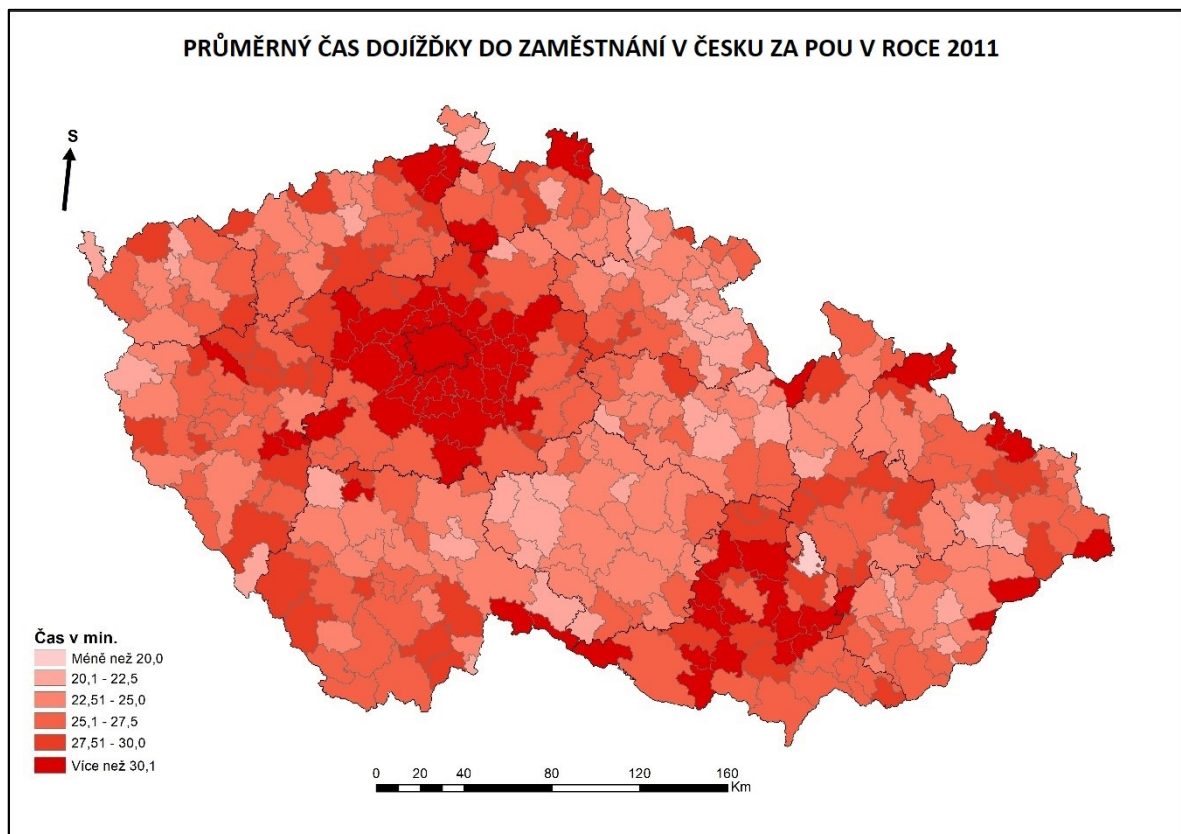 PRŮMĚRNÝ ČAS DOJÍŽĎKY DO ZAMĚSTNÁNÍ V ČESKU ZA POU V ROCE 2011
S
Čas v min.
Méně než 20,0
20,1 - 22,5
22,51 - 25,0
25,1 - 27,5
27,51 - 30,0
Více než 30,1
0 20 40 80 120 160
Km